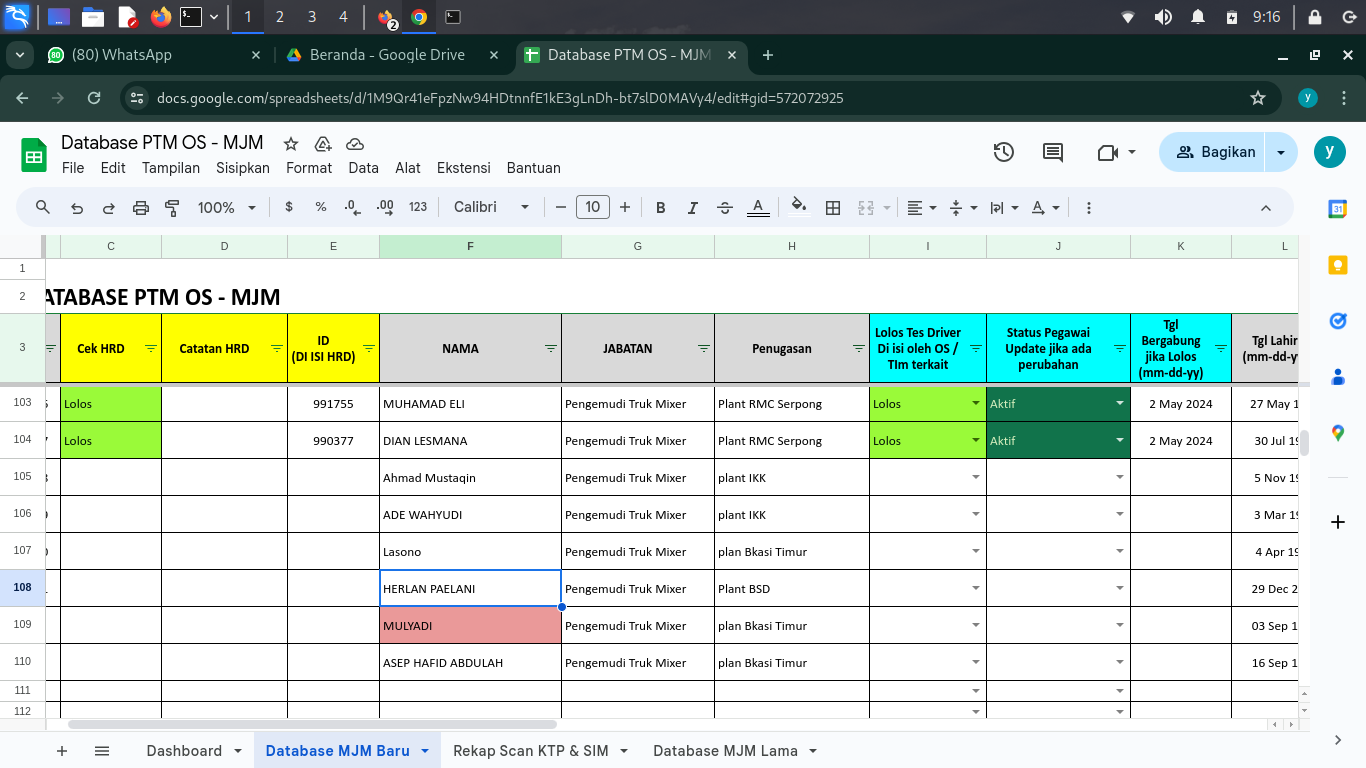 1 2 3 4 2 9:16
(80) WhatsApp
Beranda - Google Drive
Database PTM OS - MJM
docs.google.com/spreadsheets/d/1M9Qr41eFpzNw94HDtnnfE1kE3gLnDh-bt7slD0MAVy4/edit#gid=572072925
Database PTM OS - MJM
File Edit Tampilan Sisipkan Format Data Alat Ekstensi Bantuan
Bagikan
y
100% $ % .0 .00 123 Calibri 10 B I A
C D E F G H I J K L
1
2 ATABASE PTM OS - MJM
3 Cek HRD Catatan HRD ID (DI ISI HRD) NAMA JABATAN Penugasan Lolos Tes Driver Di isi oleh OS / TIm terkait Status Pegawai Update jika ada perubahan Tgl Bergabung jika Lolos (mm-dd-yy) Tgl Lahir (mm-dd-y
103 Lolos 991755 MUHAMAD ELI Pengemudi Truk Mixer Plant RMC Serpong Lolos Aktif 2 May 2024 27 May 1
104 Lolos 990377 DIAN LESMANA Pengemudi Truk Mixer Plant RMC Serpong Lolos Aktif 2 May 2024 30 Jul 19
105 Ahmad Mustaqin Pengemudi Truk Mixer plant IKK 5 Nov 19
106 ADE WAHYUDI Pengemudi Truk Mixer plant IKK 3 Mar 19
107 Lasono Pengemudi Truk Mixer plan Bkasi Timur 4 Apr 19
108 HERLAN PAELANI Pengemudi Truk Mixer Plant BSD 29 Dec 2
109 MULYADI Pengemudi Truk Mixer plan Bkasi Timur 03 Sep 1
110 ASEP HAFID ABDULAH Pengemudi Truk Mixer plan Bkasi Timur 16 Sep 1
111
112
Dashboard Database MJM Baru Rekap Scan KTP & SIM Database MJM Lama